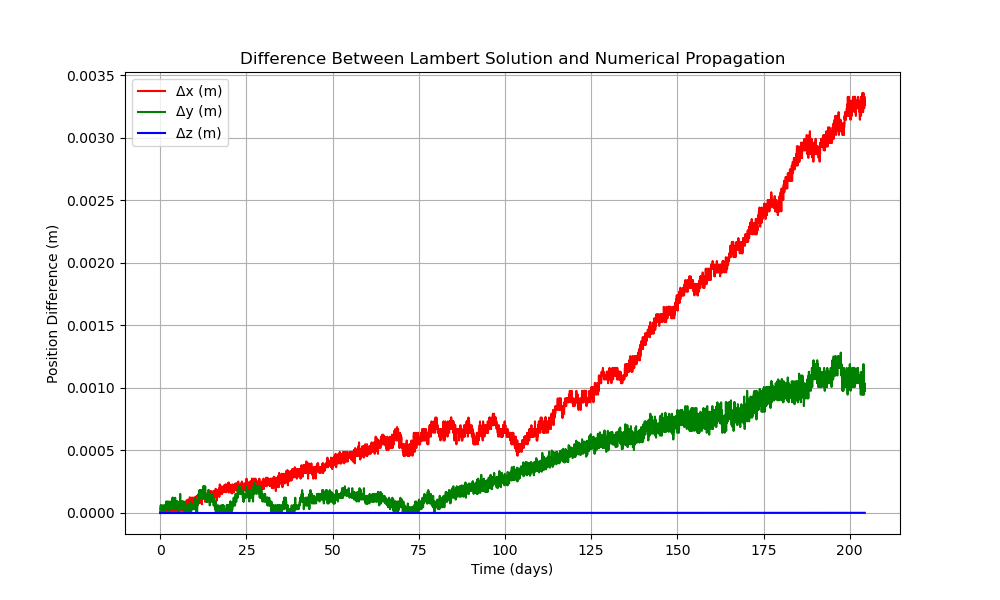 Difference Between Lambert Solution and Numerical Propagation
Δx (m)
Δy (m)
Δz (m)
Position Difference (m)
0.0035
0.0030
0.0025
0.0020
0.0015
0.0010
0.0005
0.0000
0
25
50
75
100
125
150
175
200
Time (days)